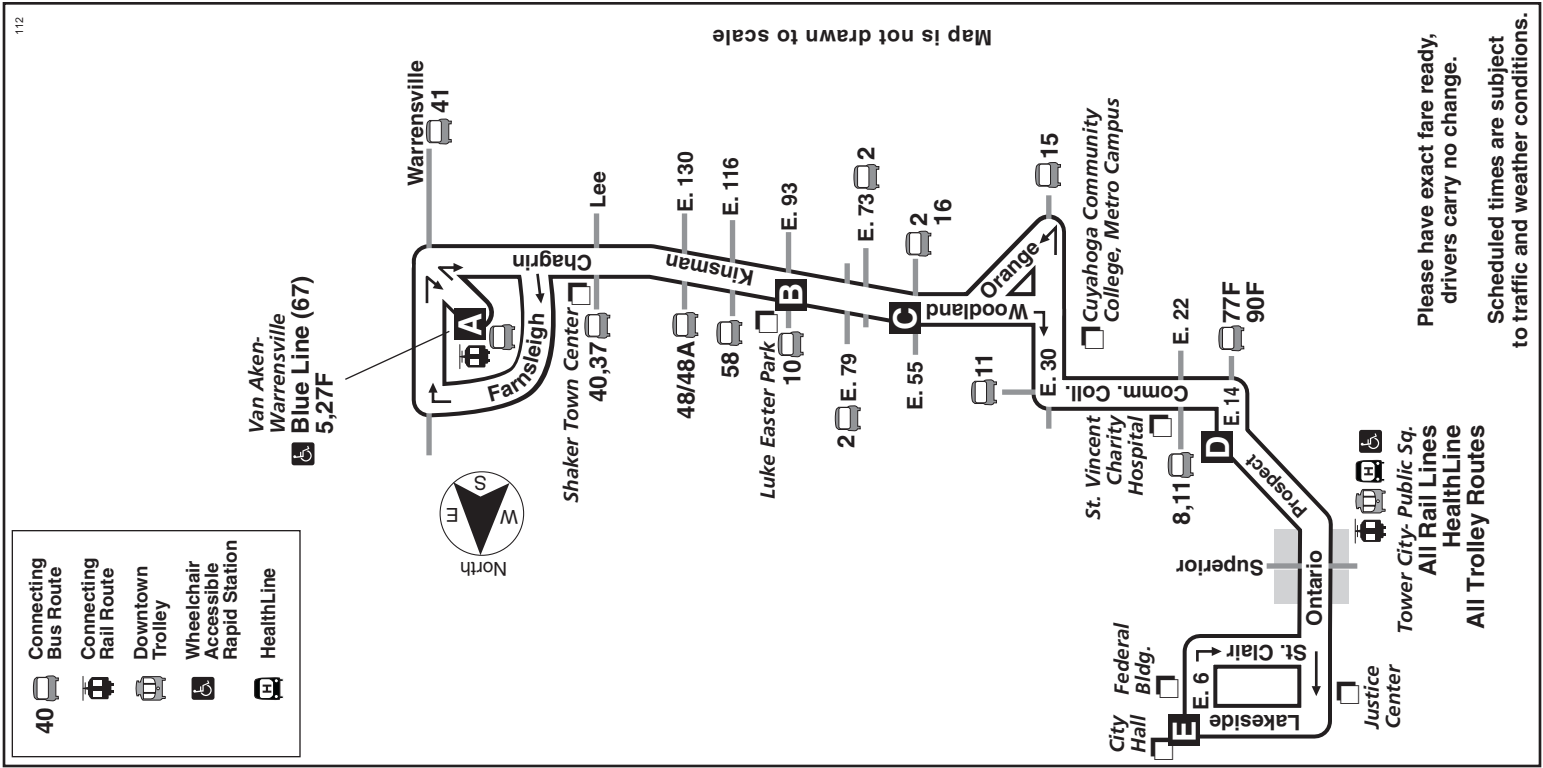 112
40
Connecting
Bus Route
Connecting
Rail Route
Downtown
Trolley
Wheelchair
Accessible
Rapid Station
H
HealthLine
North
E
S
W
Map is not drawn to scale
Van Aken-
Warrensville
Blue Line (67)
5,27F
A
Warrensville
41
Farnsleigh
Chagrin
Shaker Town Center
Lee
40,37
Kinsman
E. 130
48/48A
E. 116
58
Luke Easter Park
B
E. 93
10
2
E. 79
E. 73
2
C
E. 55
2
16
Woodland
Orange
15
11
E. 30
Cuyahoga Community
College, Metro Campus
Comm. Coll.
St. Vincent
Charity
Hospital
E. 22
8,11
E. 14
77F
90F
D
Prospect
Superior
Ontario
H
Tower City- Public Sq.
All Rail Lines
HealthLine
All Trolley Routes
Federal
Bldg.
City
Hall
E
E. 6
St. Clair
Lakeside
Justice
Center
Please have exact fare ready,
drivers carry no change.
Scheduled times are subject
to traffic and weather conditions.